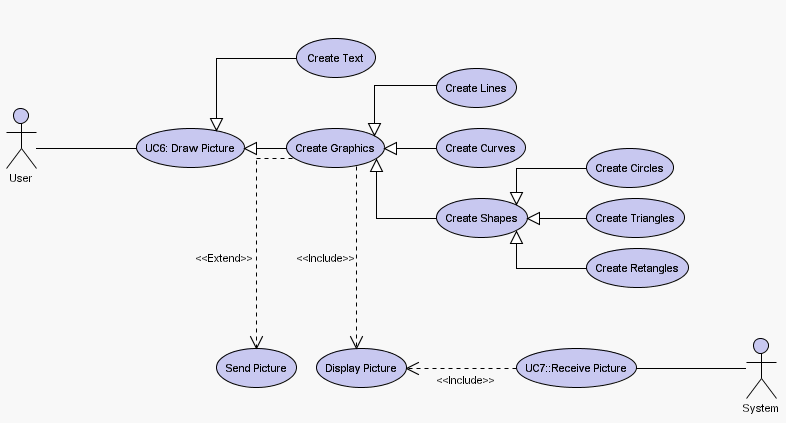 Create Text
Create Lines
UC6: Draw Picture
Create Graphics
Create Curves
User
Create Circles
Create Shapes
Create Triangles
<<Extend>>
<<Include>>
Create Retangles
Send Picture
Display Picture
UC7::Receive Picture
<<Include>>
System